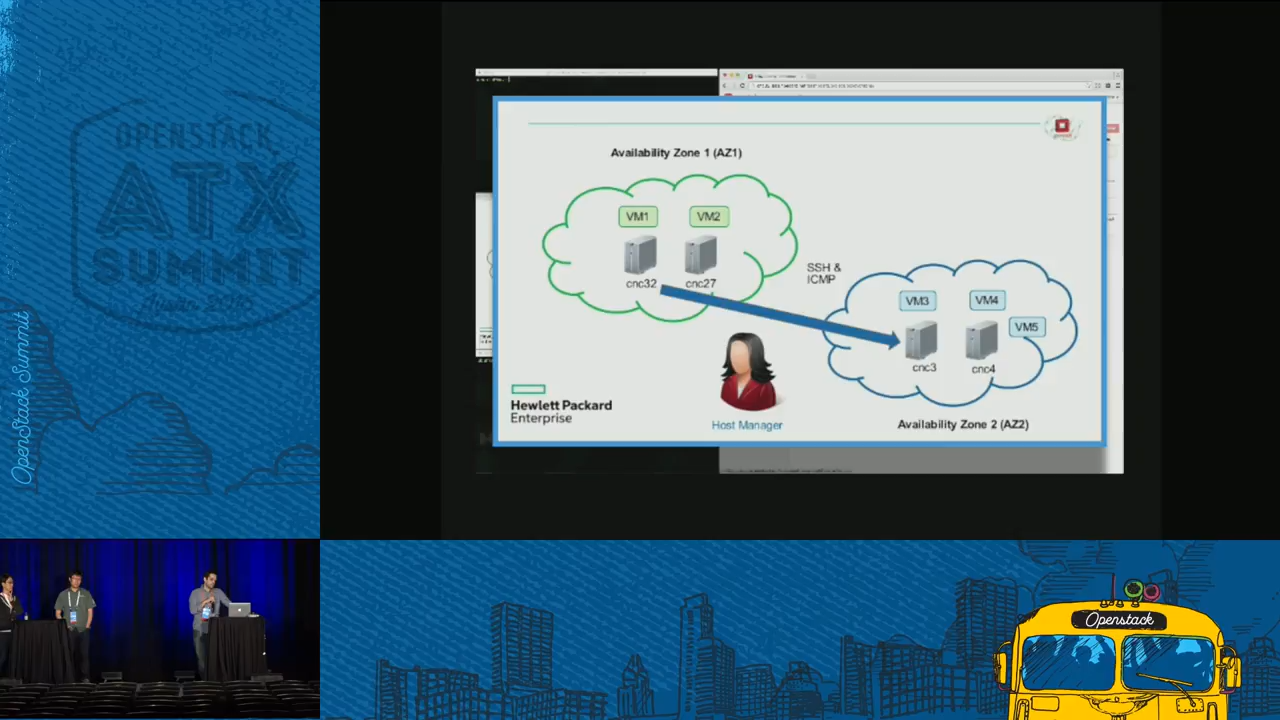 OPENSTACK
ATX
SUMMIT
OpenStack Summit
Availability Zone 1 (AZ1)
VM1
VM2
cnc32
cnc27
SSH &
ICMP
VM3
VM4
VM5
cnc3
cnc4
Hewlett Packard
Enterprise
Host Manager
Availability Zone 2 (AZ2)
Openstack